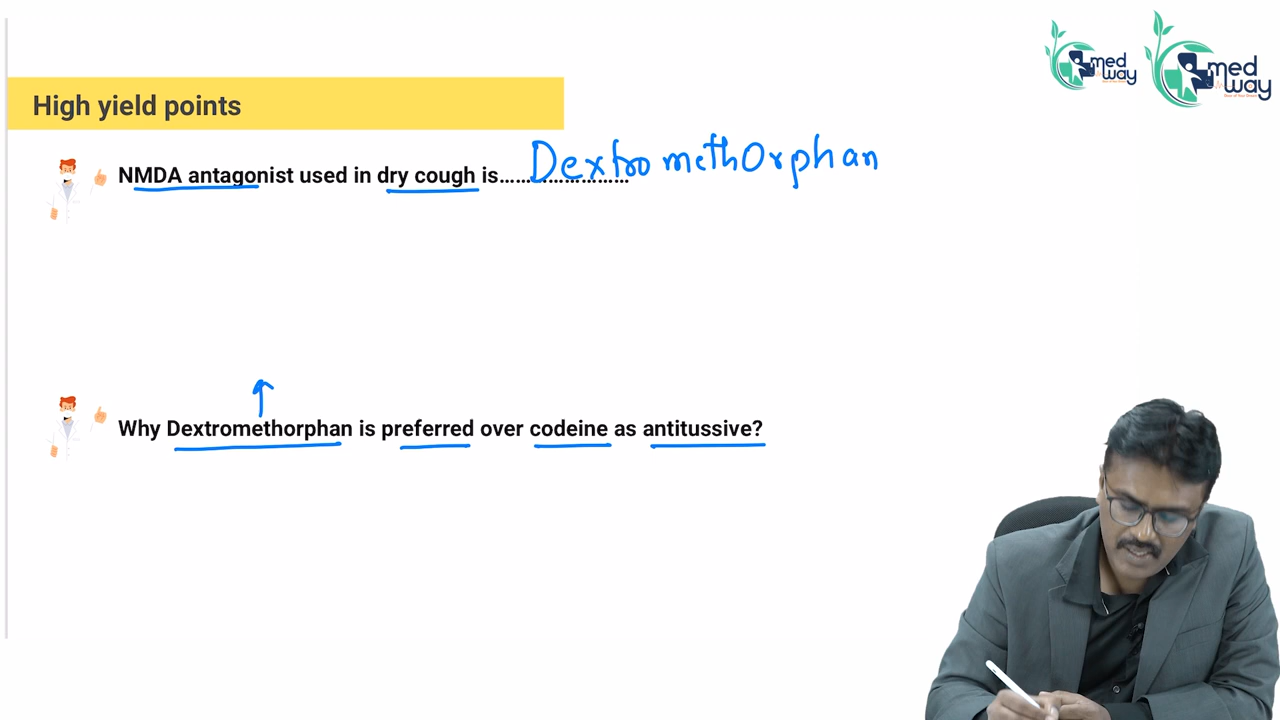 med
way
med
way
High yield points
NMDA antagonist used in dry cough is........................ Dextromethorphan
Why Dextromethorphan is preferred over codeine as antitussive?